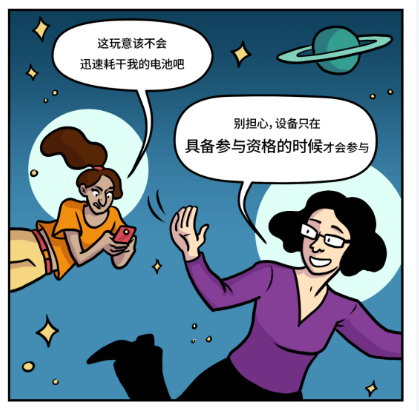 这玩意该不会
迅速耗干我的电池吧
别担心，设备只在
具备参与资格的时候才会参与